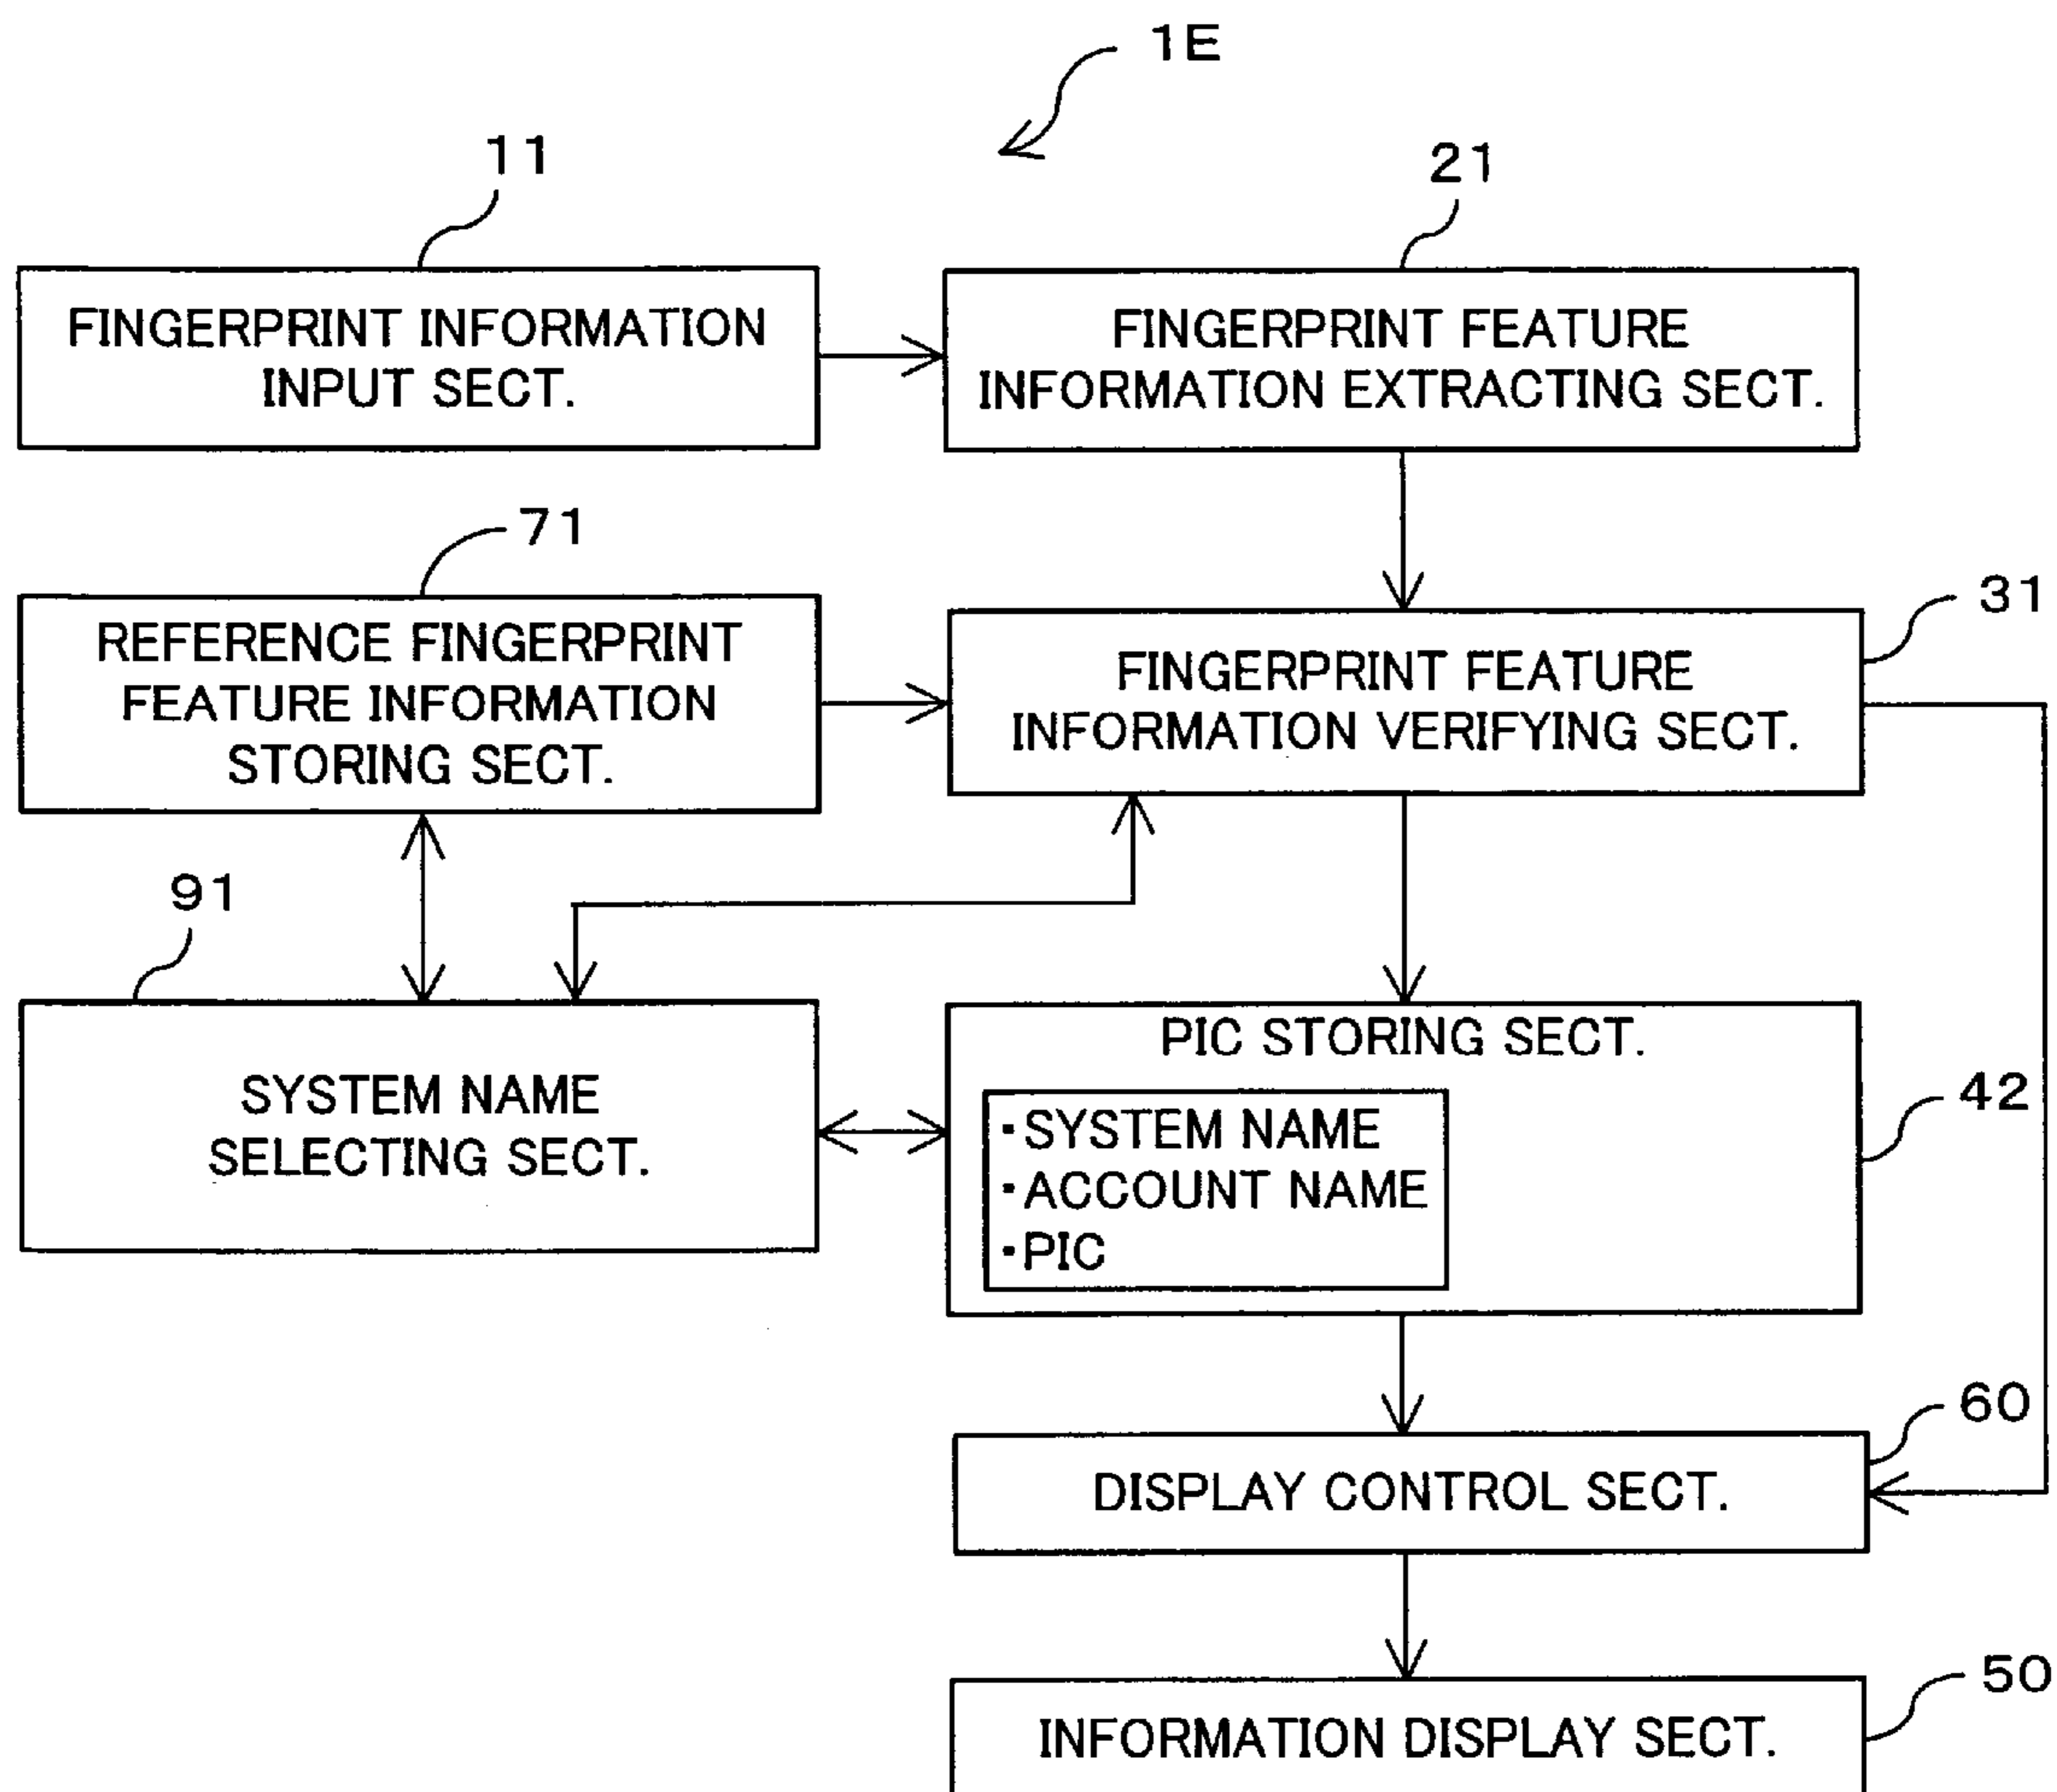 1E
11
21
FINGERPRINT INFORMATION
INPUT SECT.
FINGERPRINT FEATURE
INFORMATION EXTRACTING SECT.
71
31
REFERENCE FINGERPRINT
FEATURE INFORMATION
STORING SECT.
FINGERPRINT FEATURE
INFORMATION VERIFYING SECT.
91
42
SYSTEM NAME
SELECTING SECT.
PIC STORING SECT.
・SYSTEM NAME
・ACCOUNT NAME
・PIC
60
DISPLAY CONTROL SECT.
50
INFORMATION DISPLAY SECT.